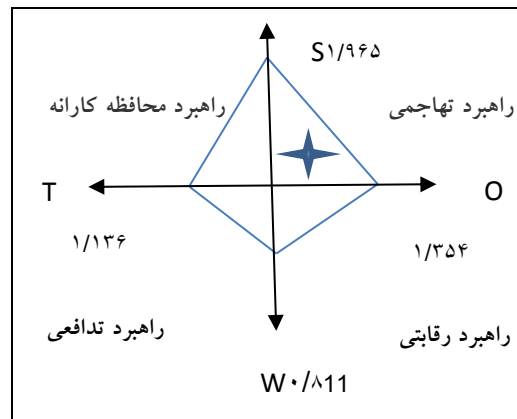 S۱/۹۶۵
راهبرد محافظه کارانه
راهبرد تهاجمی
T
O
۱/۱۳۶
۱/۳۵۴
راهبرد تدافعی
راهبرد رقابتی
W۰/۸11